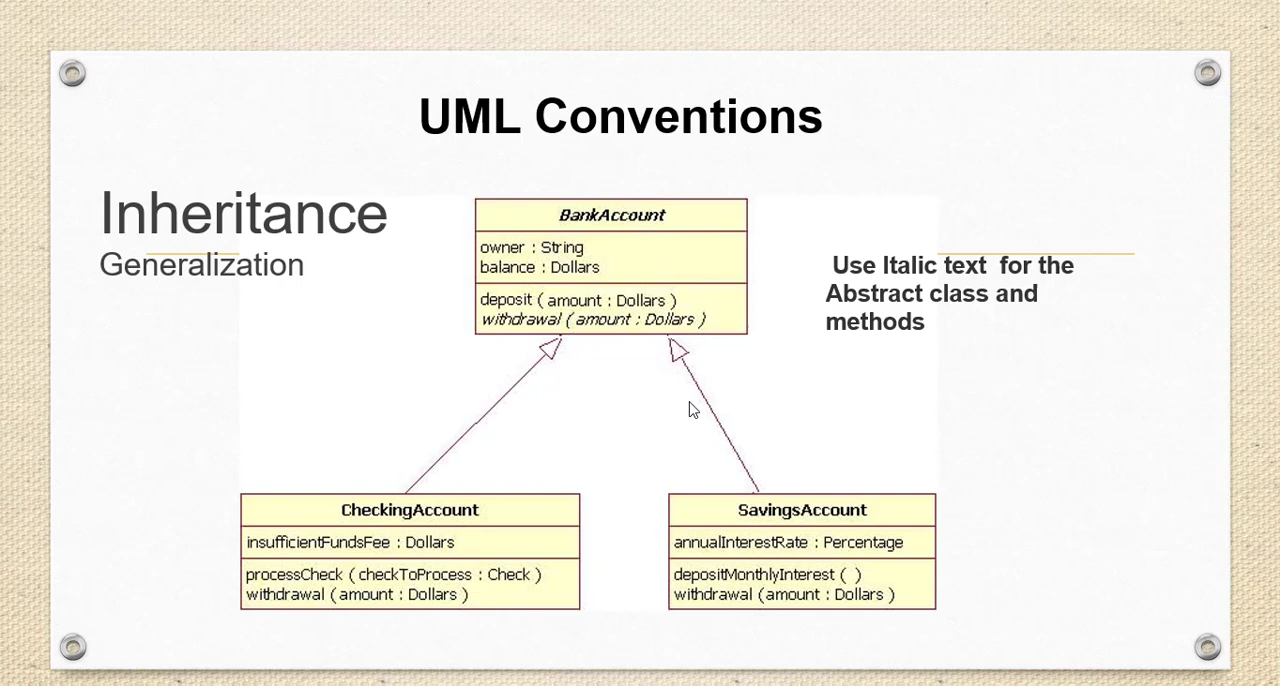 UML Conventions
Inheritance
Generalization
BankAccount
owner : String
balance : Dollars
deposit ( amount : Dollars )
withdrawal ( amount : Dollars )
Use Italic text  for the
Abstract class and
methods
CheckingAccount
insufficientFundsFee : Dollars
processCheck ( checkToProcess : Check )
withdrawal ( amount : Dollars )
SavingsAccount
annualInterestRate : Percentage
depositMonthlyInterest (  )
withdrawal ( amount : Dollars )